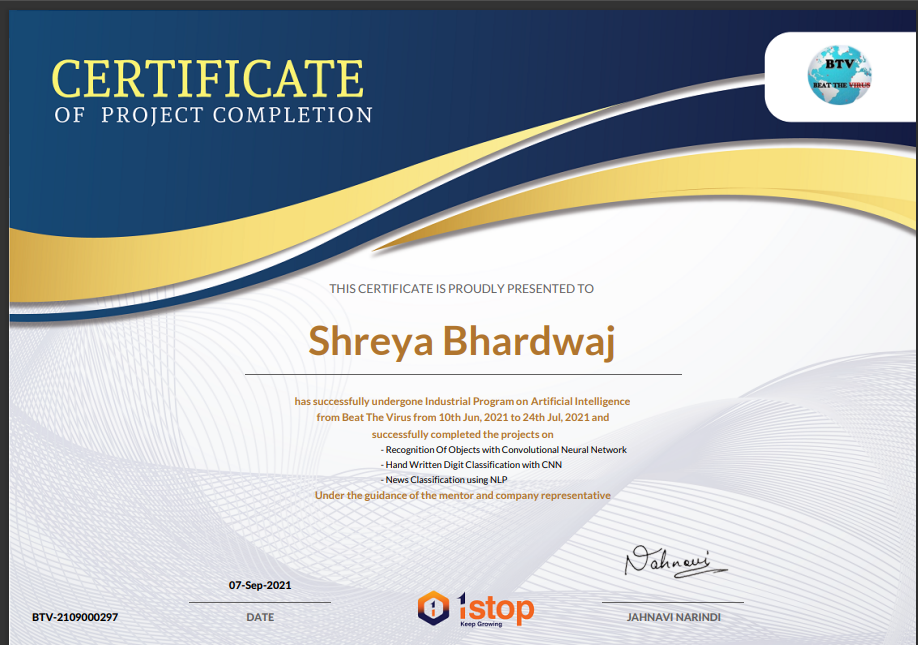 CERTIFICATE
OF PROJECT COMPLETION
BTV
BEAT THE VIRUS
THIS CERTIFICATE IS PROUDLY PRESENTED TO
Shreya Bhardwaj
has successfully undergone Industrial Program on Artificial Intelligence
from Beat The Virus from 10th Jun, 2021 to 24th Jul, 2021 and
successfully completed the projects on
- Recognition Of Objects with Convolutional Neural Network
- Hand Written Digit Classification with CNN
- News Classification using NLP
Under the guidance of the mentor and company representative
Jahnavi
07-Sep-2021
BTV-2109000297
DATE
1
1stop
Keep Growing
JAHNAVI NARINDI